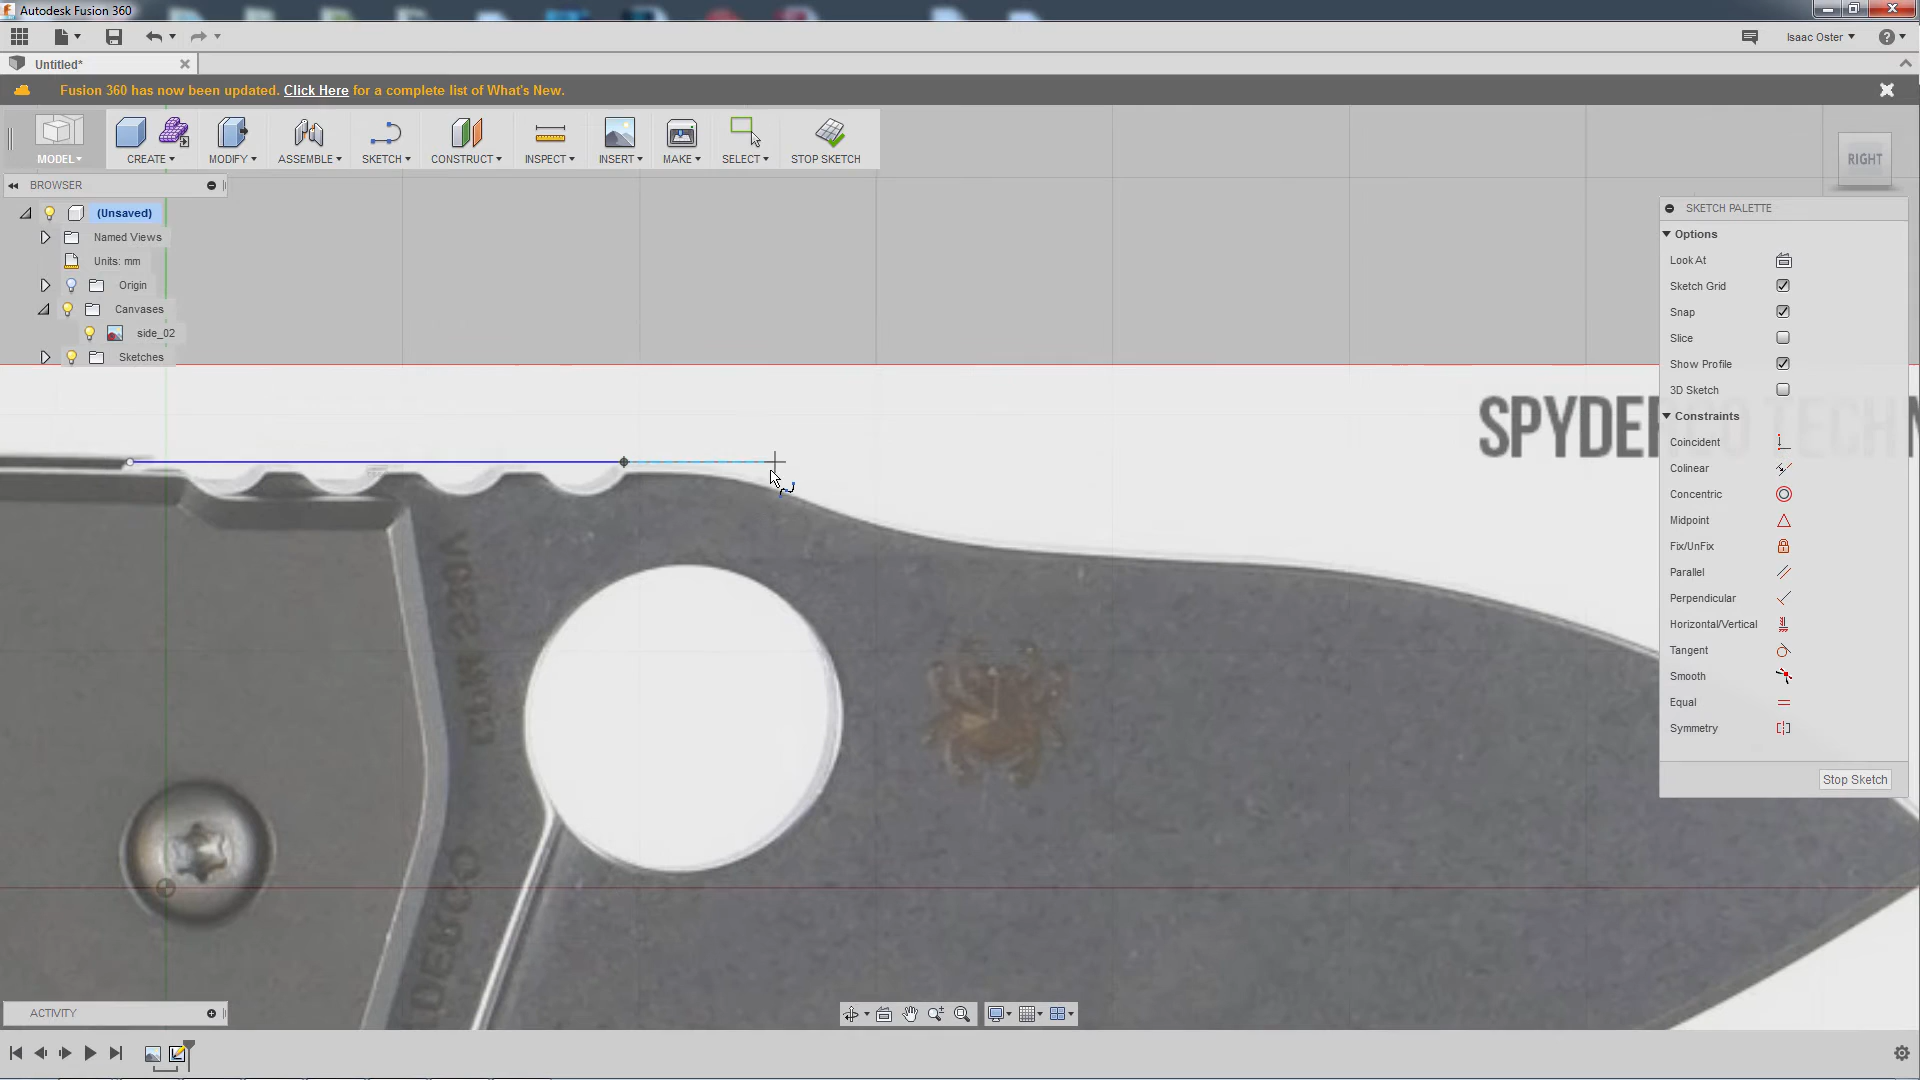 Autodesk Fusion 360
Isaac Oster
Untitled*
Fusion 360 has now been updated. Click Here for a complete list of What's New.
MODEL
CREATE
MODIFY
ASSEMBLE
SKETCH
CONSTRUCT
INSPECT
INSERT
MAKE
SELECT
STOP SKETCH
RIGHT
BROWSER
(Unsaved)
Named Views
Units: mm
Origin
Canvases
side_02
Sketches
SKETCH PALETTE
Options
Look At
Sketch Grid
Snap
Slice
Show Profile
3D Sketch
Constraints
Coincident
Colinear
Concentric
Midpoint
Fix/UnFix
Parallel
Perpendicular
Horizontal/Vertical
Tangent
Smooth
Equal
Symmetry
Stop Sketch
SPYDERCO TECHN
ACTIVITY